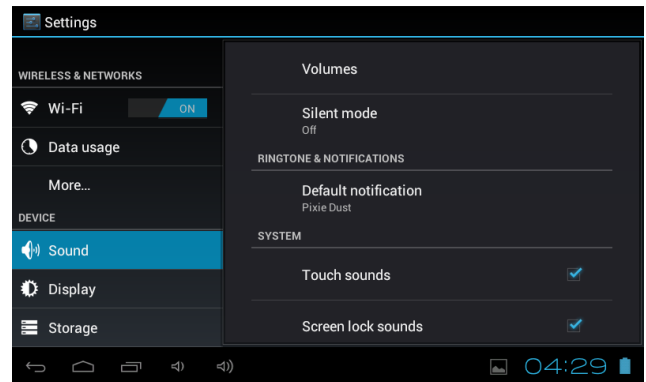 Settings
WIRELESS & NETWORKS
Wi-Fi ON
Data usage
More...
DEVICE
Sound
Display
Storage
Volumes
Silent mode
Off
RINGTONE & NOTIFICATIONS
Default notification
Pixie Dust
SYSTEM
Touch sounds
Screen lock sounds
04:29